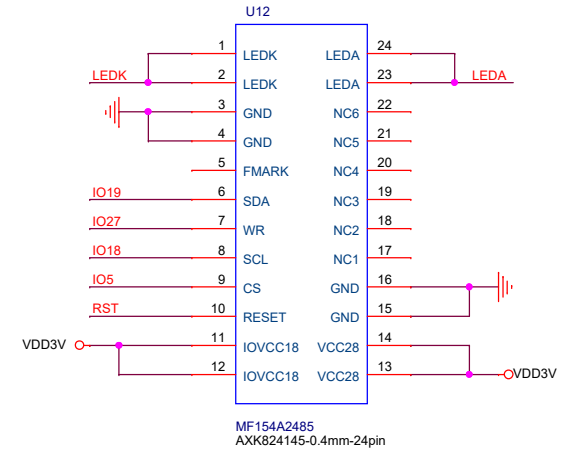 U12
1 LEDK LEDA 24
LEDK 2 LEDK LEDA 23 LEDA
3 GND NC6 22
4 GND NC5 21
5 FMARK NC4 20
IO19 6 SDA NC3 19
IO27 7 WR NC2 18
IO18 8 SCL NC1 17
IO5 9 CS GND 16
RST 10 RESET GND 15
VDD3V 11 IOVCC18 VCC28 14
12 IOVCC18 VCC28 13 VDD3V
MF154A2485
AXK824145-0.4mm-24pin